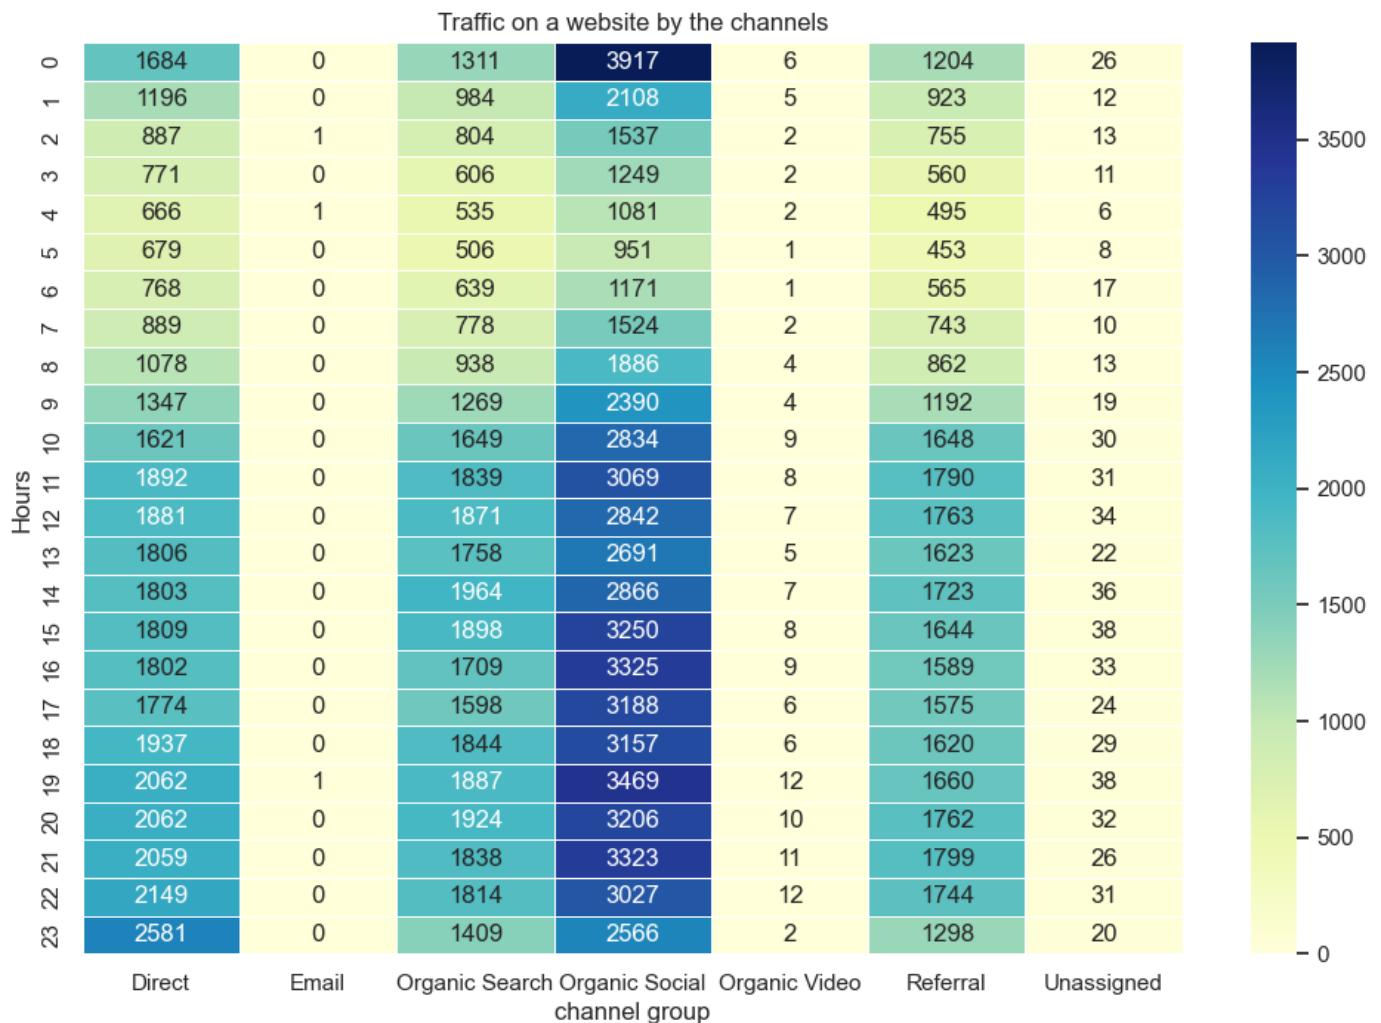 Traffic on a website by the channels
0 1684 0 1311 3917 6 1204 26
1 1196 0 984 2108 5 923 12
2 887 1 804 1537 2 755 13
3 771 0 606 1249 2 560 11
4 666 1 535 1081 2 495 6
5 679 0 506 951 1 453 8
6 768 0 639 1171 1 565 17
7 889 0 778 1524 2 743 10
8 1078 0 938 1886 4 862 13
9 1347 0 1269 2390 4 1192 19
10 1621 0 1649 2834 9 1648 30
11 1892 0 1839 3069 8 1790 31
12 1881 0 1871 2842 7 1763 34
13 1806 0 1758 2691 5 1623 22
14 1803 0 1964 2866 7 1723 36
15 1809 0 1898 3250 8 1644 38
16 1802 0 1709 3325 9 1589 33
17 1774 0 1598 3188 6 1575 24
18 1937 0 1844 3157 6 1620 29
19 2062 1 1887 3469 12 1660 38
20 2062 0 1924 3206 10 1762 32
21 2059 0 1838 3323 11 1799 26
22 2149 0 1814 3027 12 1744 31
23 2581 0 1409 2566 2 1298 20
Hours
Direct Email Organic Search Organic Social Organic Video Referral Unassigned
channel group
3500
3000
2500
2000
1500
1000
500
0